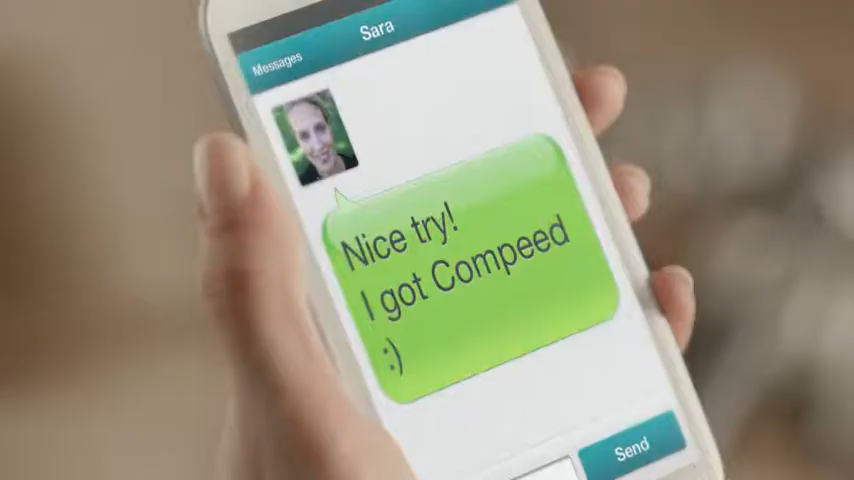 Sara
Messages
Nice try!
I got Compeed
:)
Send